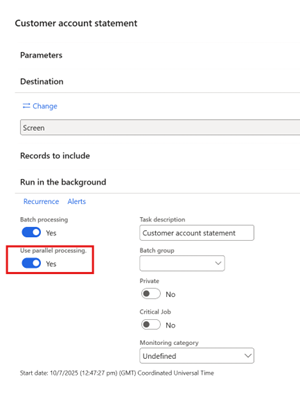 Customer account statement
Parameters
Destination
Change
Screen
Records to include
Run in the background
Recurrence Alerts
Batch processing
Yes
Task description
Customer account statement
Use parallel processing.
Yes
Batch group
Private
No
Critical Job
No
Monitoring category
Undefined
Start date: 10/7/2025 (12:47:27 pm) (GMT) Coordinated Universal Time